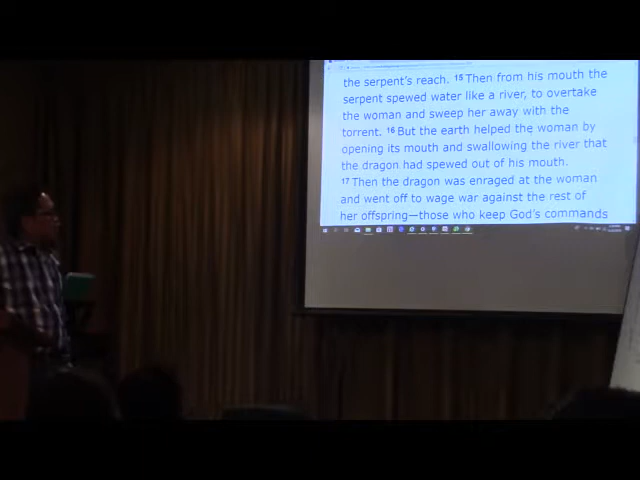 the serpent's reach. 15 Then from his mouth the
serpent spewed water like a river, to overtake
the woman and sweep her away with the
torrent. 16 But the earth helped the woman by
opening its mouth and swallowing the river that
the dragon had spewed out of his mouth.
17 Then the dragon was enraged at the woman
and went off to wage war against the rest of
her offspring—those who keep God's commands